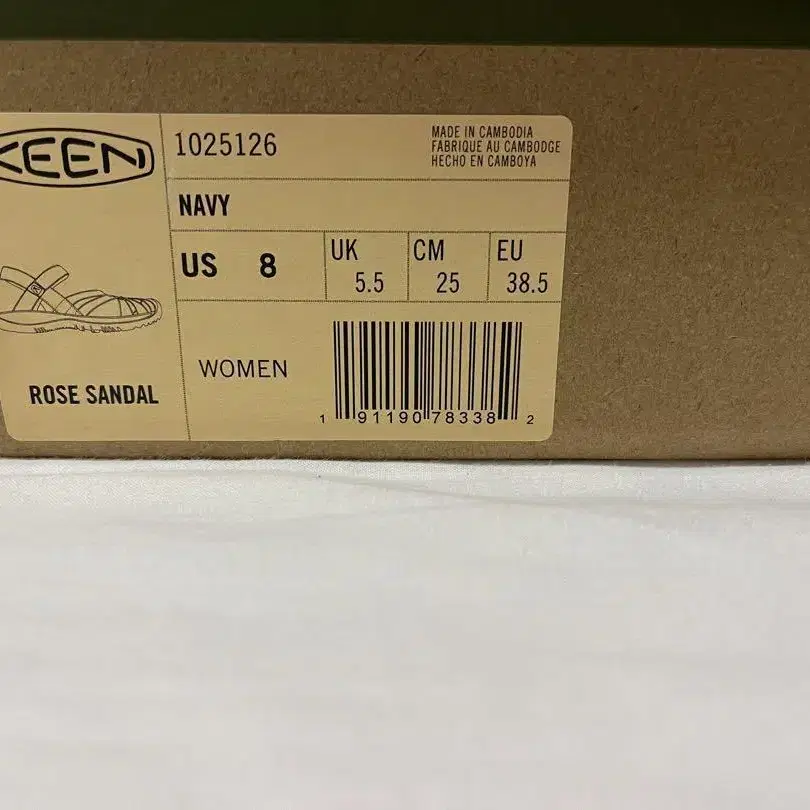 KEEN
1025126
MADE IN CAMBODIA
FABRIQUE AU CAMBODGE
HECHO EN CAMBOYA
NAVY
US 8
UK 5.5
CM 25
EU 38.5
ROSE SANDAL
WOMEN
1 91190 78338 2